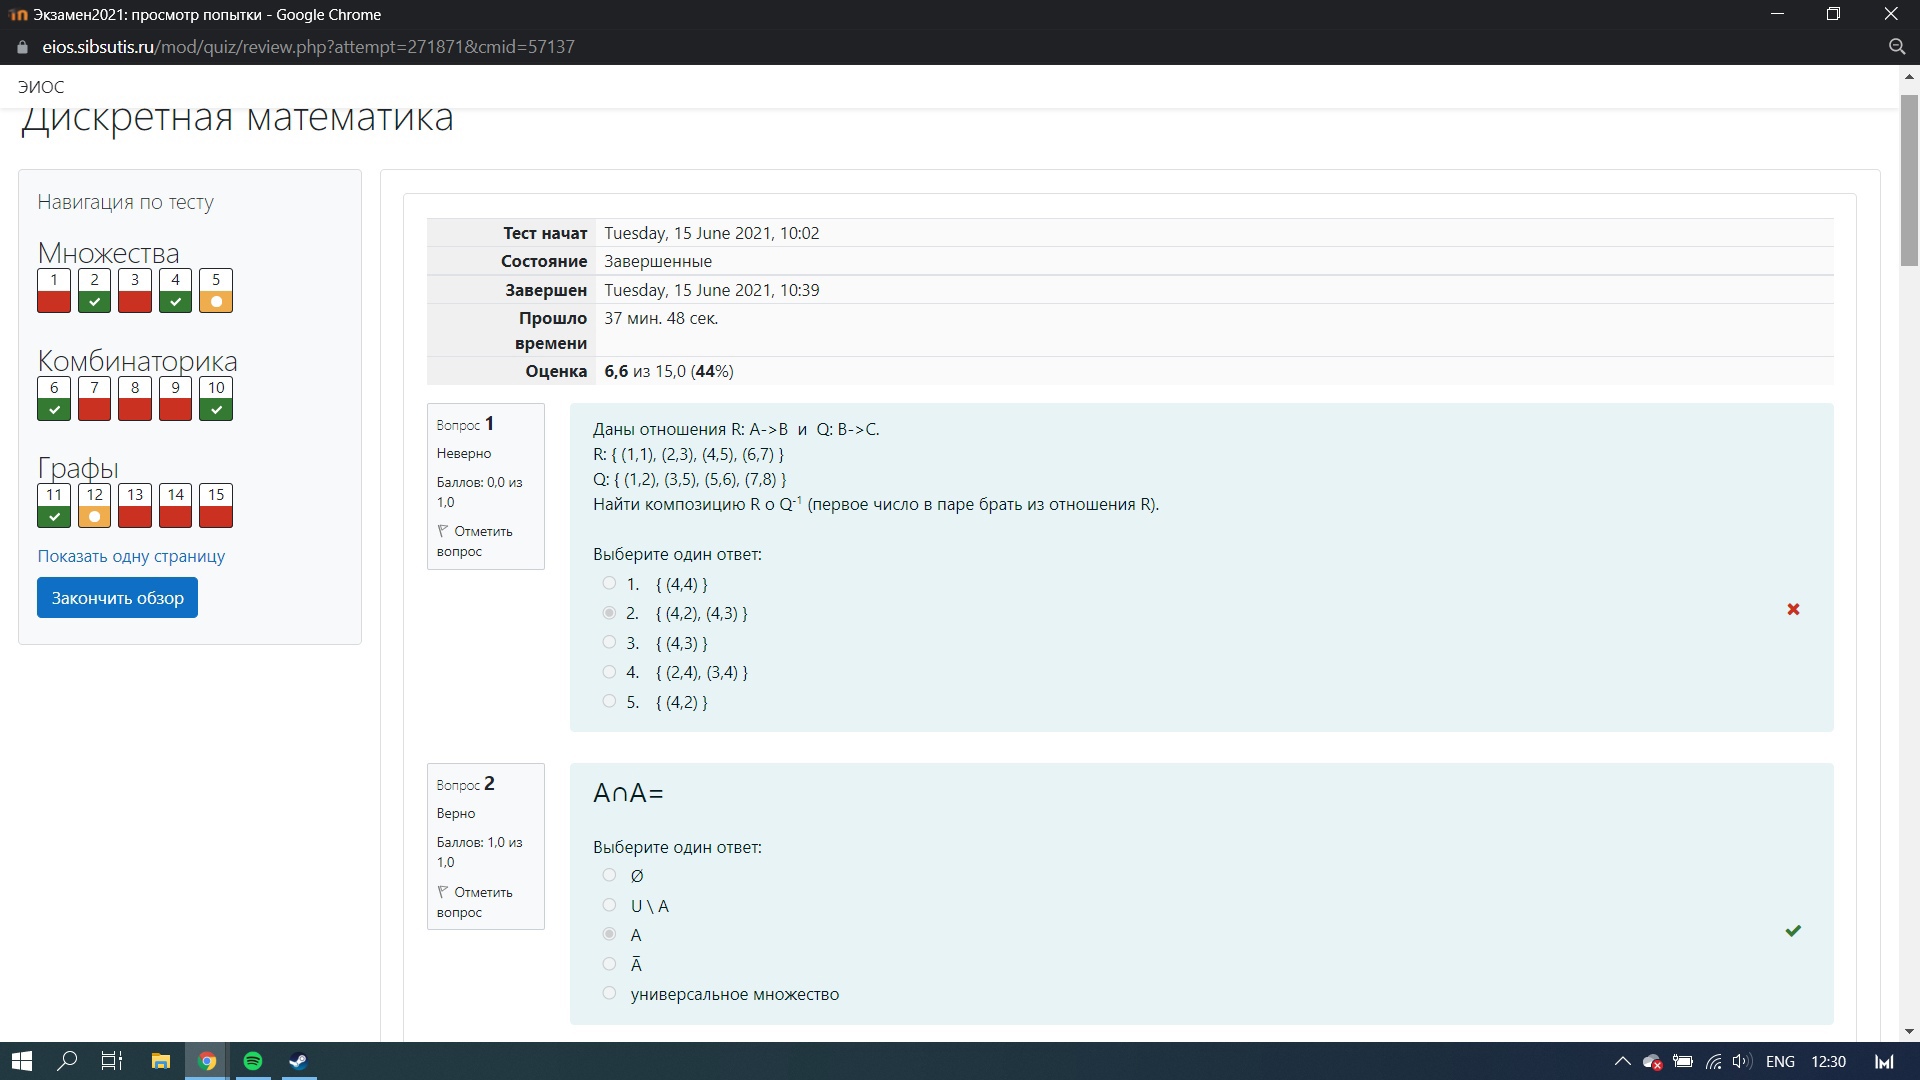 Экзамен2021: просмотр попытки - Google Chrome
eios.sibsutis.ru/mod/quiz/review.php?attempt=271871&cmid=57137
ЭИОС
Дискретная математика
Навигация по тесту
Множества
1 2 3 4 5
Комбинаторика
6 7 8 9 10
Графы
11 12 13 14 15
Показать одну страницу
Закончить обзор
Тест начат Tuesday, 15 June 2021, 10:02
Состояние Завершенные
Завершен Tuesday, 15 June 2021, 10:39
Прошло времени 37 мин. 48 сек.
Оценка 6,6 из 15,0 (44%)
Вопрос 1
Неверно
Баллов: 0,0 из
1,0
Отметить
вопрос
Даны отношения R: A->B и Q: B->C.
R: { (1,1), (2,3), (4,5), (6,7) }
Q: { (1,2), (3,5), (5,6), (7,8) }
Найти композицию R o Q⁻¹ (первое число в паре брать из отношения R).
Выберите один ответ:
1. { (4,4) }
2. { (4,2), (4,3) }
3. { (4,3) }
4. { (2,4), (3,4) }
5. { (4,2) }
Вопрос 2
Верно
Баллов: 1,0 из
1,0
Отметить
вопрос
A∩A=
Выберите один ответ:
Ø
U \ A
A
Ā
универсальное множество
ENG 12:30